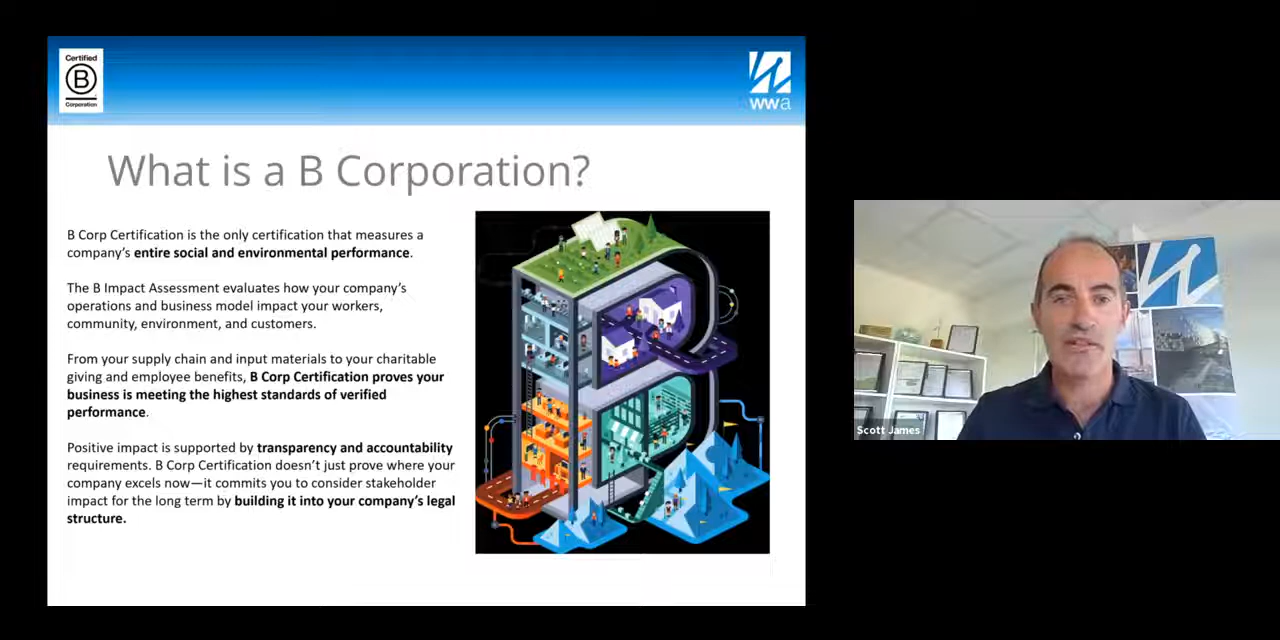 Certified
B
Corporation
wwa
What is a B Corporation?
B Corp Certification is the only certification that measures a
company's entire social and environmental performance.
The B Impact Assessment evaluates how your company's
operations and business model impact your workers,
community, environment, and customers.
From your supply chain and input materials to your charitable
giving and employee benefits, B Corp Certification proves your
business is meeting the highest standards of verified
performance.
Positive impact is supported by transparency and accountability
requirements. B Corp Certification doesn't just prove where your
company excels now—it commits you to consider stakeholder
impact for the long term by building it into your company's legal
structure.
Scott James